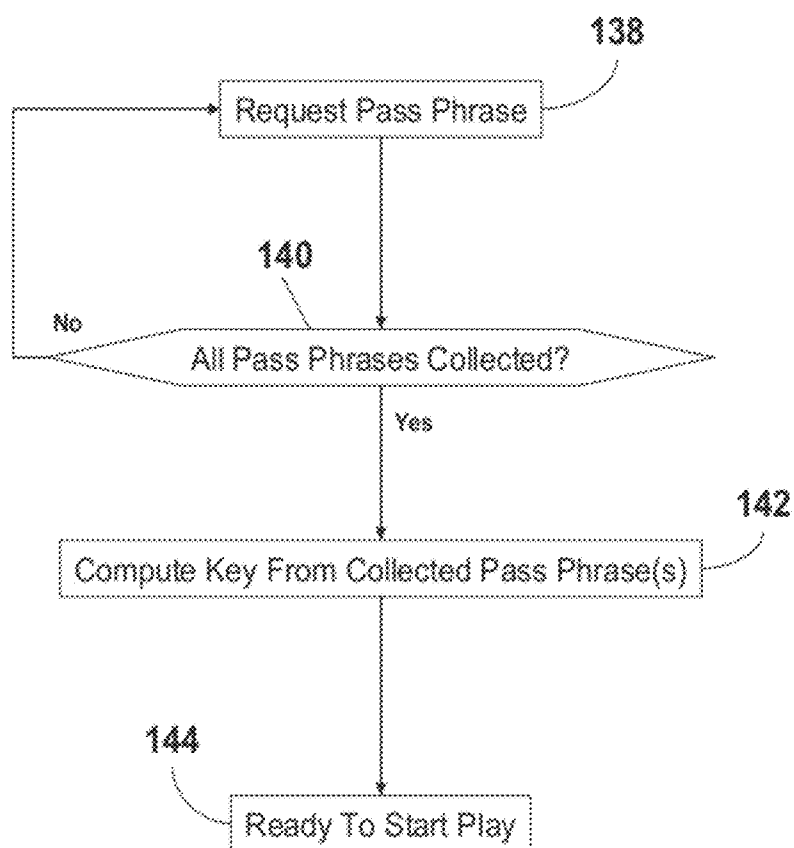 138
Request Pass Phrase
140
No
All Pass Phrases Collected?
Yes
142
Compute Key From Collected Pass Phrase(s)
144
Ready To Start Play